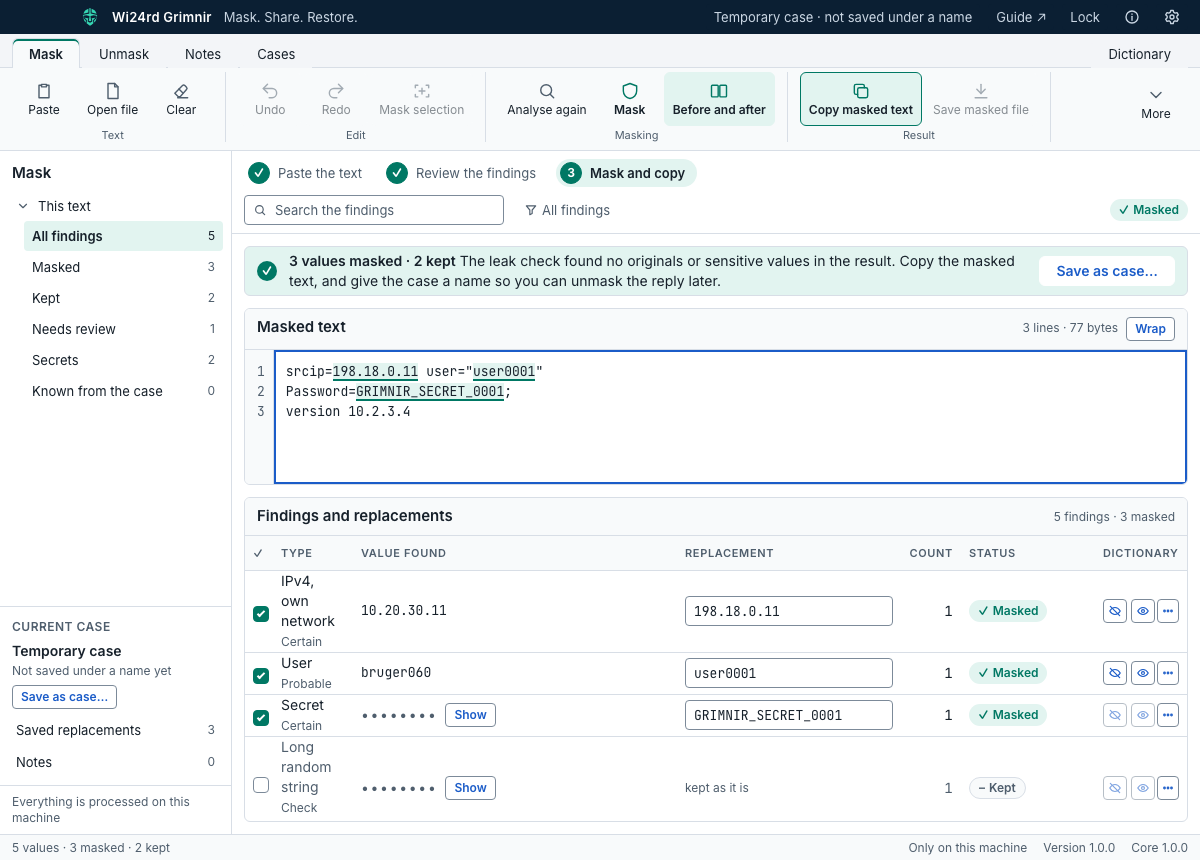 Wi24rd Grimnir Mask. Share. Restore. Temporary case · not saved under a name Guide ↗ Lock
Mask Unmask Notes Cases Dictionary
Paste Open file Clear Undo Redo Mask selection Analyse again Mask Before and after Copy masked text Save masked file More
Text Edit Masking Result
Mask
This text
All findings 5
Masked 3
Kept 2
Needs review 1
Secrets 2
Known from the case 0
CURRENT CASE
Temporary case
Not saved under a name yet
Save as case...
Saved replacements 3
Notes 0
Everything is processed on this
machine
Paste the text Review the findings 3 Mask and copy
Search the findings All findings ✓ Masked
3 values masked · 2 kept The leak check found no originals or sensitive values in the result. Copy the masked
text, and give the case a name so you can unmask the reply later.
Save as case...
Masked text 3 lines · 77 bytes Wrap
1 srcip=198.18.0.11 user="user0001"
2 Password=GRIMNIR_SECRET_0001;
3 version 10.2.3.4
Findings and replacements 5 findings · 3 masked
✓ TYPE VALUE FOUND REPLACEMENT COUNT STATUS DICTIONARY
IPv4,
own
network
Certain
10.20.30.11 198.18.0.11 1 ✓ Masked
User
Probable
bruger060 user0001 1 ✓ Masked
Secret
Certain
•••••••• Show GRIMNIR_SECRET_0001 1 ✓ Masked
Long
random
string
Check
•••••••• Show kept as it is 1 – Kept
5 values · 3 masked · 2 kept Only on this machine Version 1.0.0 Core 1.0.0